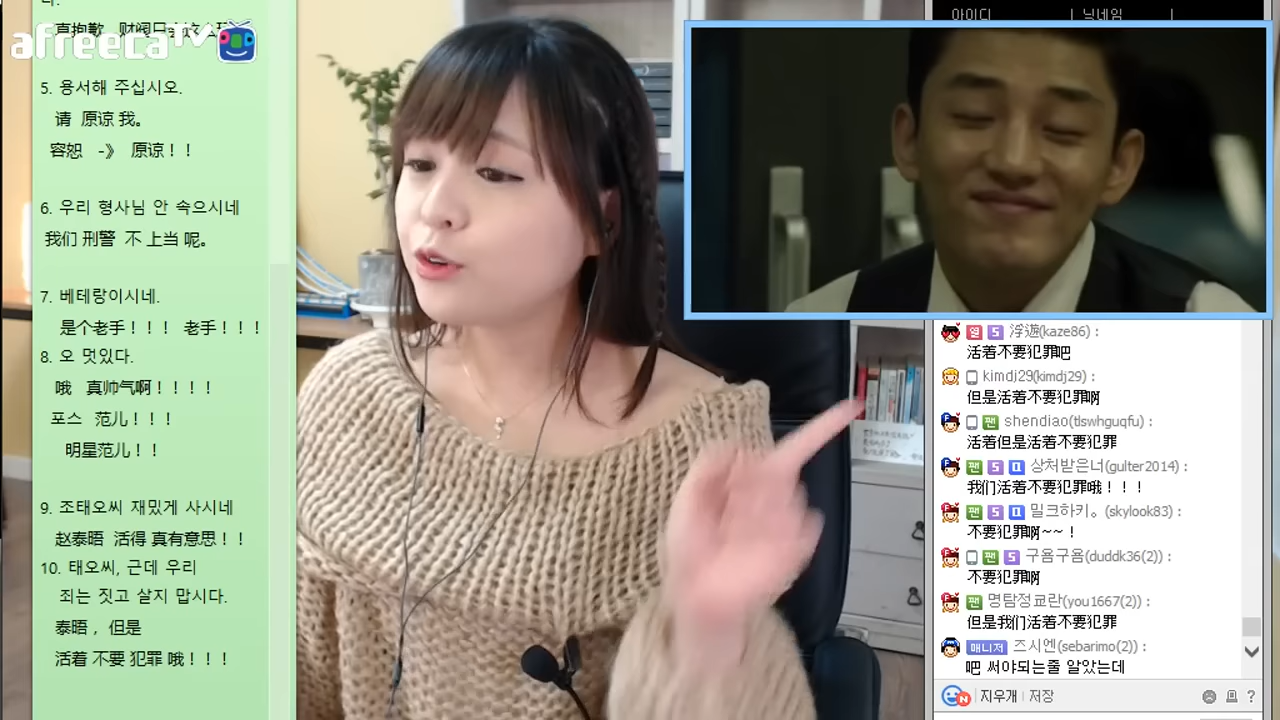 afreecaTV
5. 용서해 주십시오.
请 原谅 我。
容恕 -》 原谅！！
6. 우리 형사님 안 속으시네
我们 刑警 不 上当 呢。
7. 베테랑이시네.
是个老手！！！ 老手！！！
8. 오 멋있다.
哦 真帅气啊！！！！
포스 范儿！！！
明星范儿！！
9. 조태오씨 재밌게 사시네
赵泰晤 活得 真有意思！！
10. 태오씨, 근데 우리
죄는 짓고 살지 맙시다.
泰晤 ，但是
活着 不要 犯罪 哦！！！
아이디 | 닉네임 |
열 S 浮遊(kaze86) :
活着不要犯罪吧
kimdj29(kimdj29) :
但是活着不要犯罪啊
팬 shendiao(tlswhguqfu) :
活着但是活着不要犯罪
팬 S 상처받은너(gulter2014) :
我们活着不要犯罪哦！！！
팬 S 밀크하키。(skylook83) :
不要犯罪啊~~！
팬 S 구욤구욤(duddk36(2)) :
不要犯罪啊
팬 명탐정쿄란(you1667(2)) :
但是我们活着不要犯罪
매니저 즈시엔(sebarimo(2)) :
吧 써야되는줄 알았는데
지우개 | 저장 ?